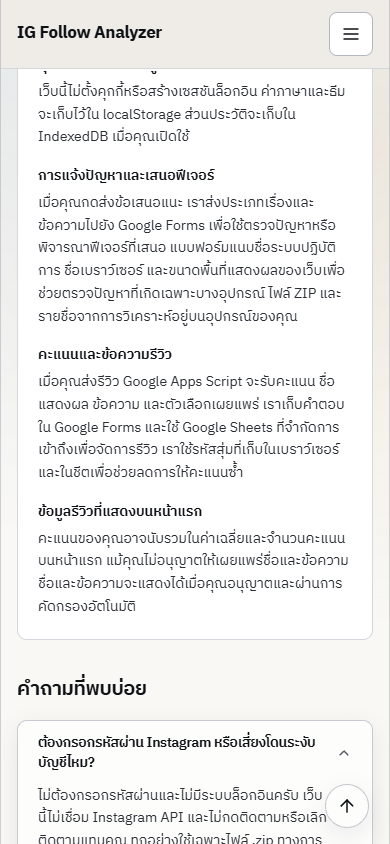 IG Follow Analyzer
เว็บนี้ไม่ตั้งคุกกี้หรือสร้างเซสชันล็อกอิน ค่าภาษาและธีม
จะเก็บไว้ใน localStorage ส่วนประวัติจะเก็บใน
IndexedDB เมื่อคุณเปิดใช้
การแจ้งปัญหาและเสนอฟีเจอร์
เมื่อคุณกดส่งข้อเสนอแนะ เราส่งประเภทเรื่องและ
ข้อความไปยัง Google Forms เพื่อใช้ตรวจปัญหาหรือ
พิจารณาฟีเจอร์ที่เสนอ แบบฟอร์มแนบชื่อระบบปฏิบัติ
การ ชื่อเบราว์เซอร์ และขนาดพื้นที่แสดงผลของเว็บเพื่อ
ช่วยตรวจปัญหาที่เกิดเฉพาะบางอุปกรณ์ ไฟล์ ZIP และ
รายชื่อจากการวิเคราะห์อยู่บนอุปกรณ์ของคุณ
คะแนนและข้อความรีวิว
เมื่อคุณส่งรีวิว Google Apps Script จะรับคะแนน ชื่อ
แสดงผล ข้อความ และตัวเลือกเผยแพร่ เราเก็บคำตอบ
ใน Google Forms และใช้ Google Sheets ที่จำกัดการ
เข้าถึงเพื่อจัดการรีวิว เราใช้รหัสสุ่มที่เก็บในเบราว์เซอร์
และในชีตเพื่อช่วยลดการให้คะแนนซ้ำ
ข้อมูลรีวิวที่แสดงบนหน้าแรก
คะแนนของคุณอาจนับรวมในค่าเฉลี่ยและจำนวนคะแนน
บนหน้าแรก แม้คุณไม่อนุญาตให้เผยแพร่ชื่อและข้อความ
ชื่อและข้อความจะแสดงได้เมื่อคุณอนุญาตและผ่านการ
คัดกรองอัตโนมัติ
คำถามที่พบบ่อย
ต้องกรอกรหัสผ่าน Instagram หรือเสี่ยงโดนระงับ
บัญชีไหม?
ไม่ต้องกรอกรหัสผ่านและไม่มีระบบล็อกอินครับ เว็บ
นี้ไม่เชื่อม Instagram API และไม่กดติดตามหรือเลิก
ติดตามแทนคุณ ทุกอย่างใช้เฉพาะไฟล์ .zip ทางการ